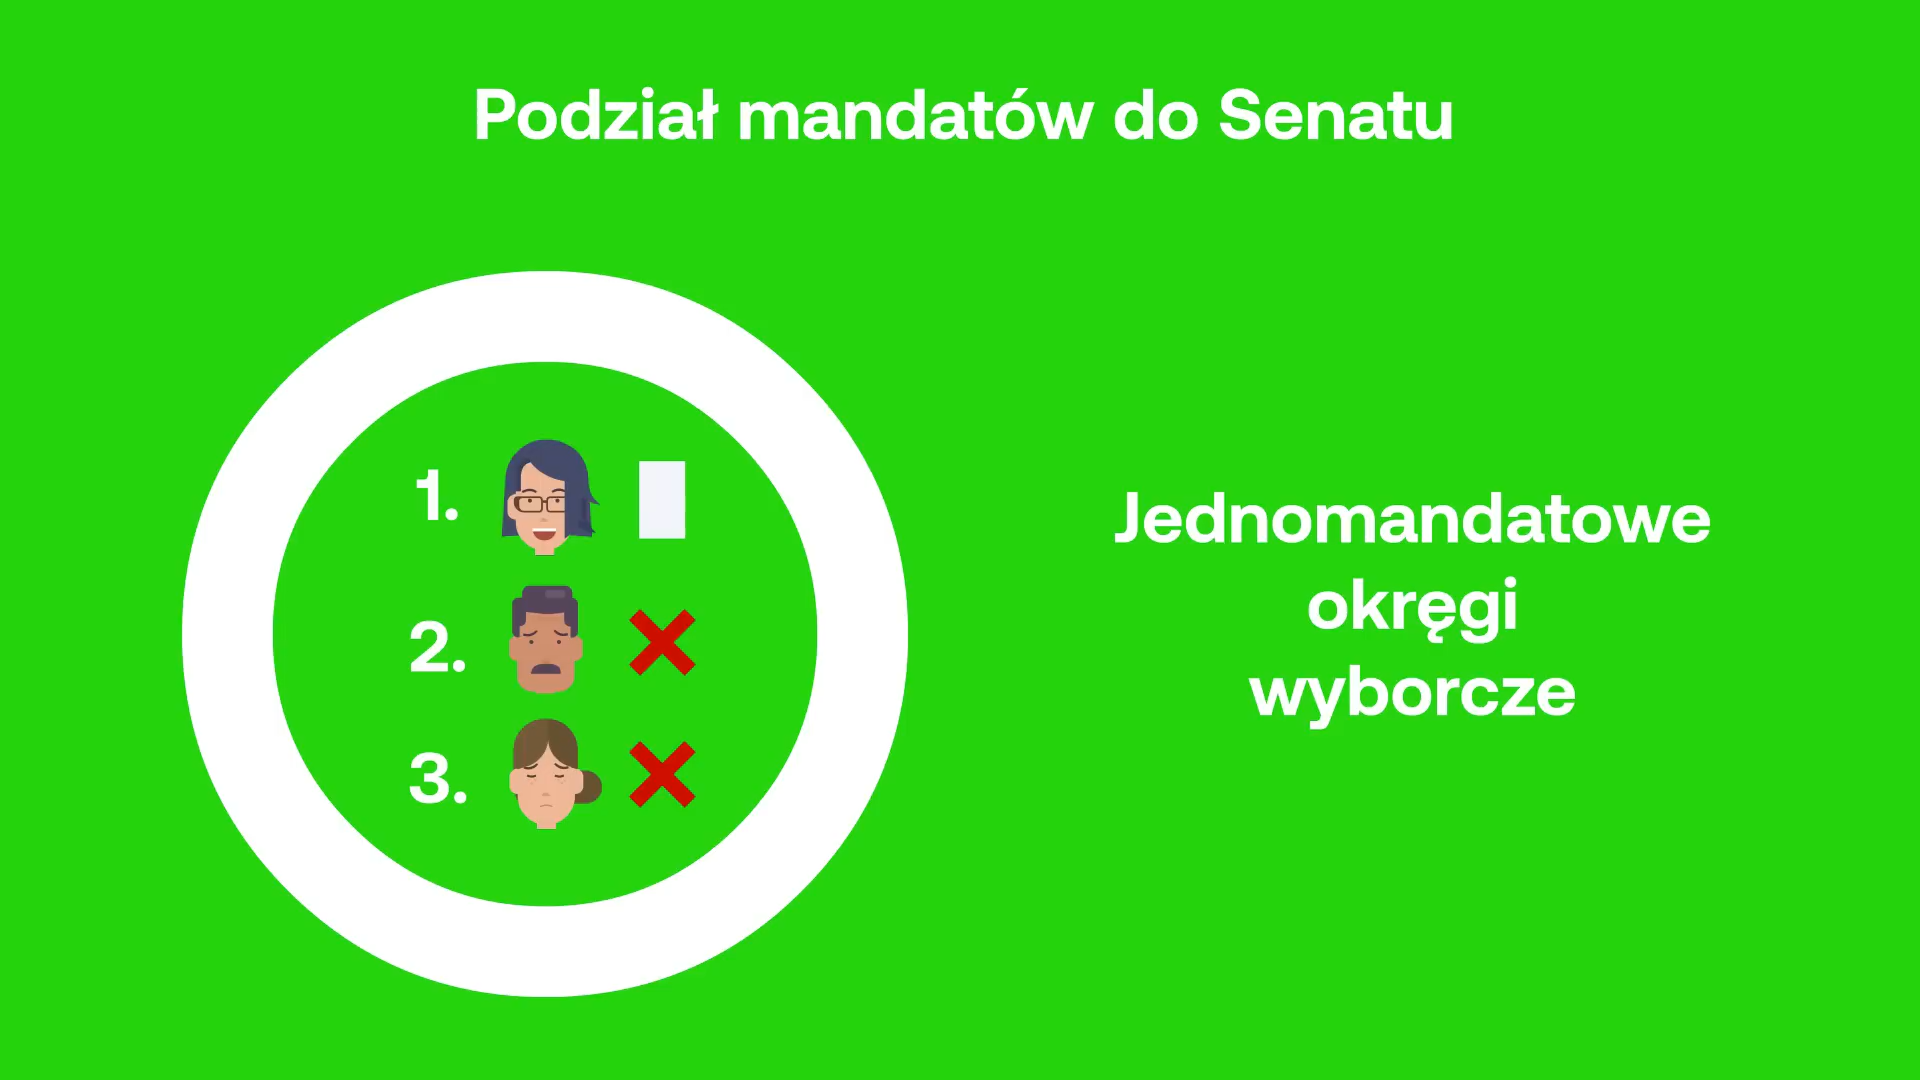 Podział mandatów do Senatu
1.
2.
3.
Jednomandatowe
okręgi
wyborcze